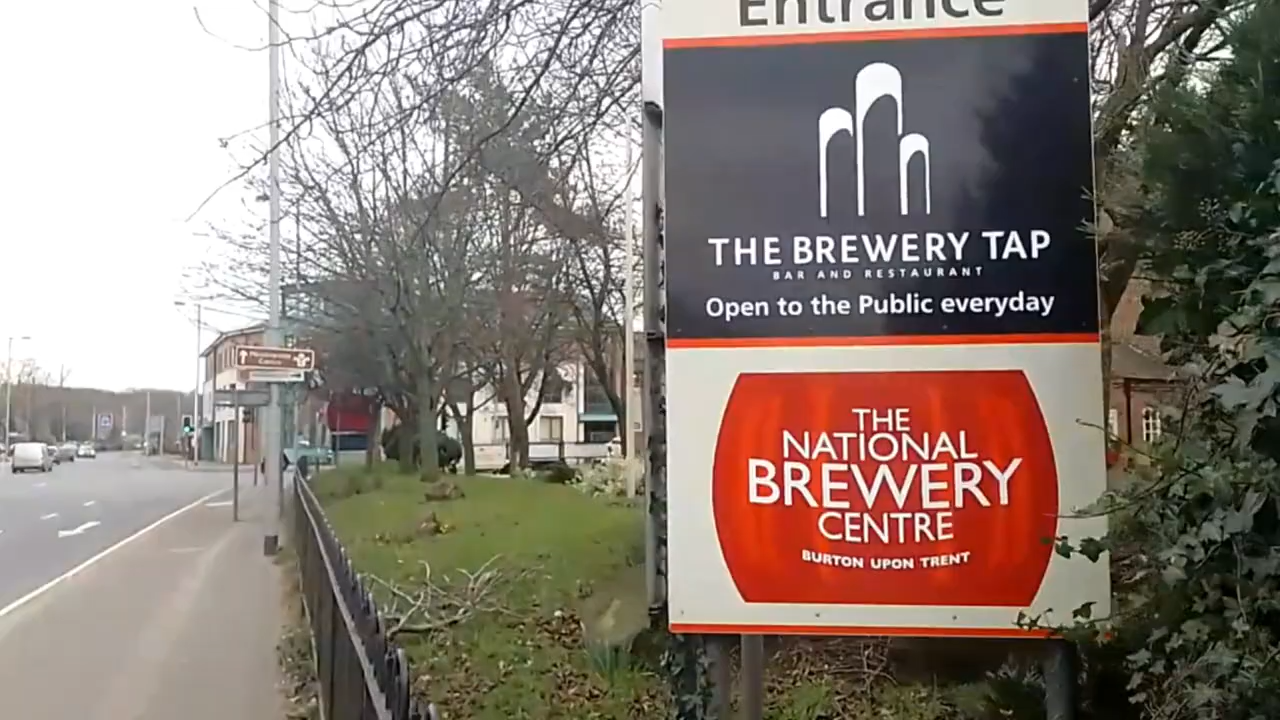 Entrance
THE BREWERY TAP
BAR AND RESTAURANT
Open to the Public everyday
THE
NATIONAL
BREWERY
CENTRE
BURTON UPON TRENT